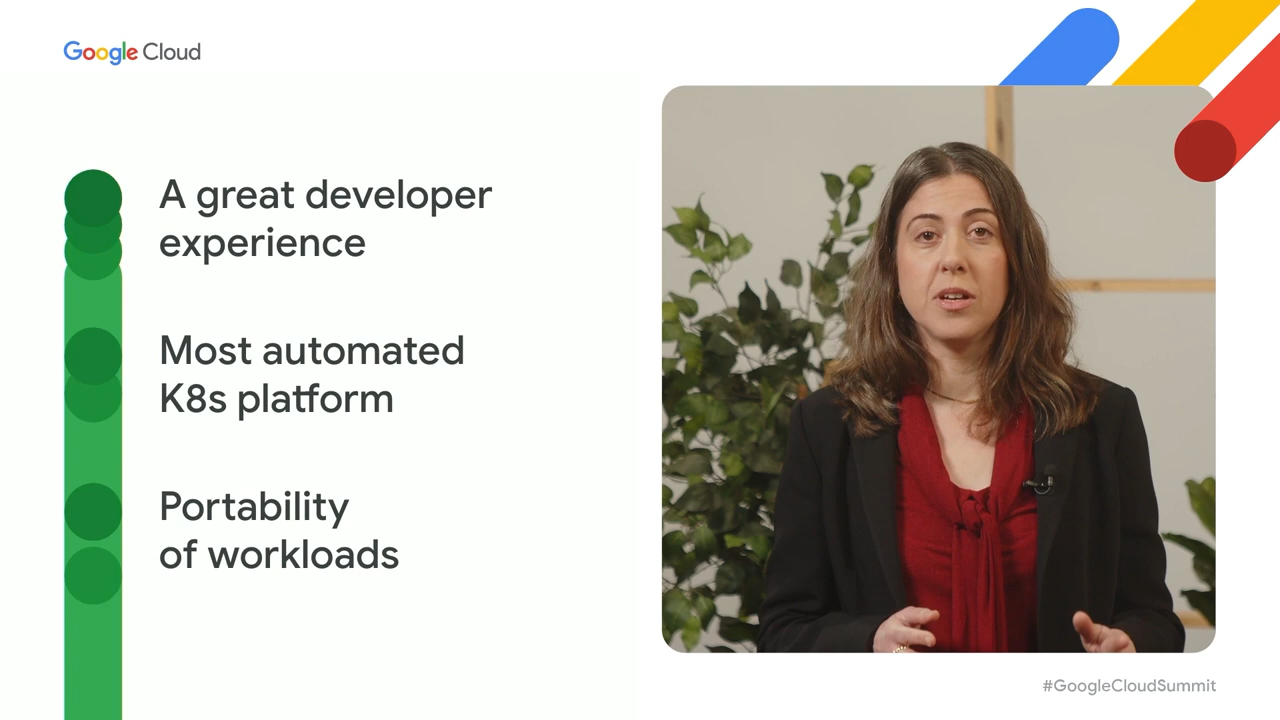 Google Cloud
A great developer
experience
Most automated
K8s platform
Portability
of workloads
#GoogleCloudSummit